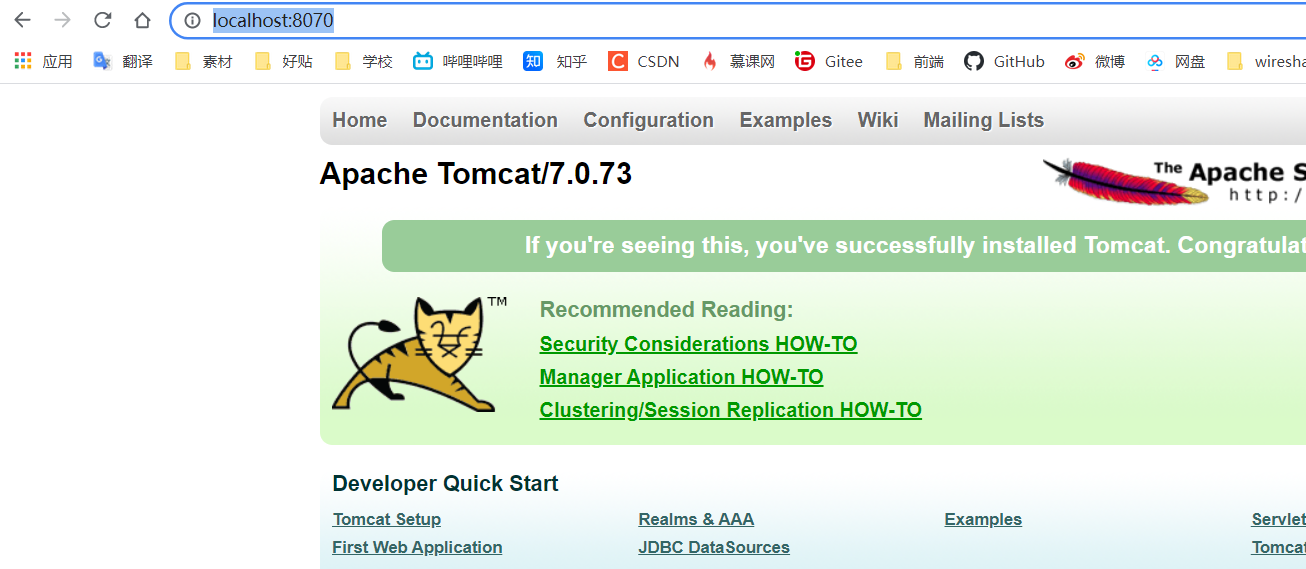 localhost:8070
应用 翻译 素材 好贴 学校 哔哩哔哩 知 知乎 C CSDN 慕课网 G Gitee 前端 GitHub 微博 网盘 wiresha
Home Documentation Configuration Examples Wiki Mailing Lists
Apache Tomcat/7.0.73
The Apache S
http:/
If you're seeing this, you've successfully installed Tomcat. Congratulat
TM
Recommended Reading:
Security Considerations HOW-TO
Manager Application HOW-TO
Clustering/Session Replication HOW-TO
Developer Quick Start
Tomcat Setup Realms & AAA Examples Servlet
First Web Application JDBC DataSources Tomcat